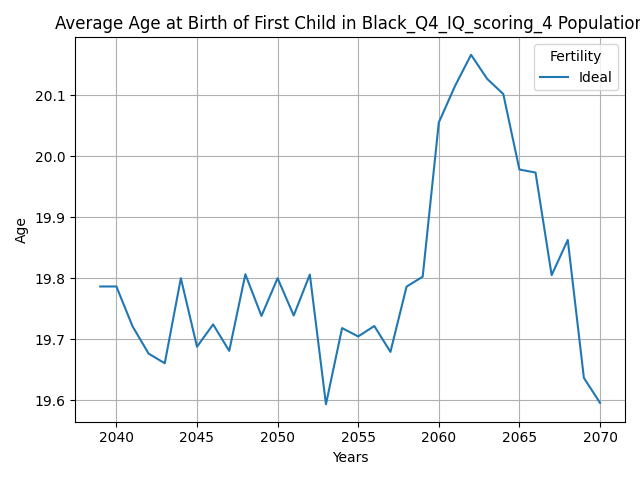 Average Age at Birth of First Child in Black_Q4_IQ_scoring_4 Population
Fertility
Ideal
20.1
20.0
19.9
19.8
19.7
19.6
Age
2040
2045
2050
2055
2060
2065
2070
Years